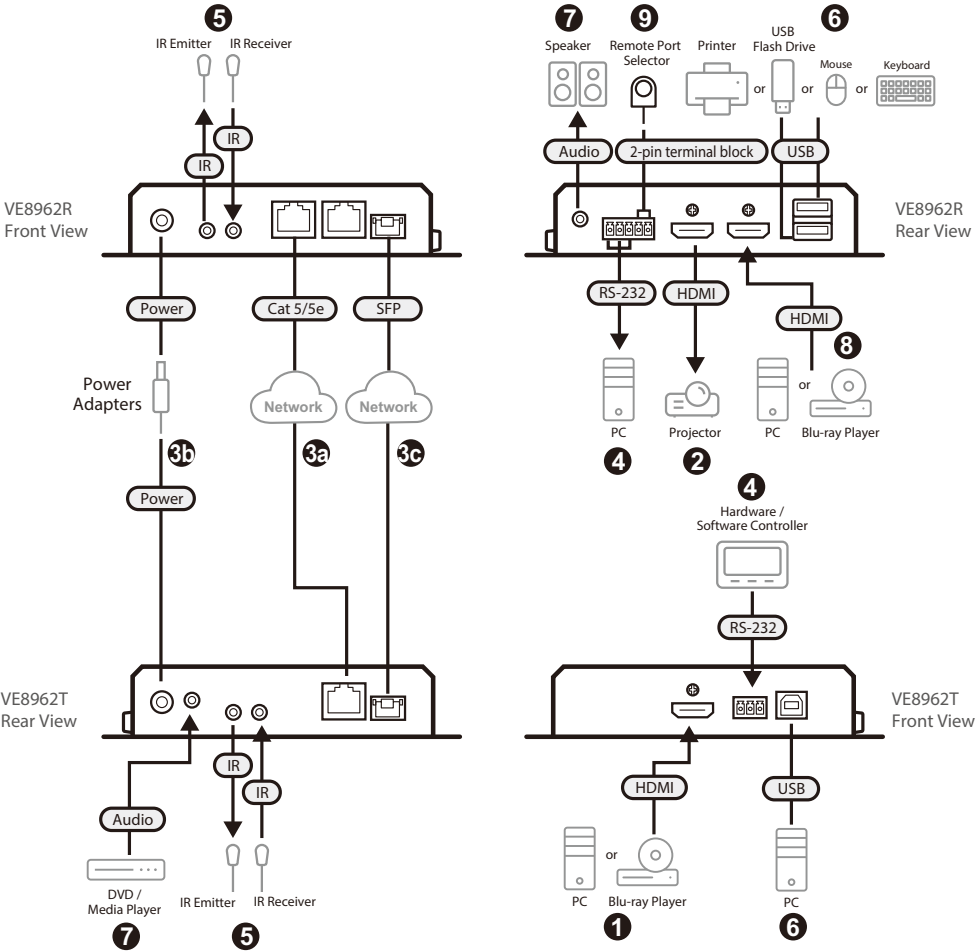 5
IR Emitter
IR Receiver
IR
IR
VE8962R
Front View
Power
Cat 5/5e
SFP
Power
Adapters
Network
Network
3b
3a
3c
Power
VE8962T
Rear View
IR
IR
Audio
DVD /
Media Player
IR Emitter
IR Receiver
7
5
7
9
6
Speaker
Remote Port
Selector
Printer
or
USB
Flash Drive
or
Mouse
or
Keyboard
Audio
2-pin terminal block
USB
VE8962R
Rear View
RS-232
HDMI
HDMI
8
or
PC
Projector
PC
Blu-ray Player
4
2
4
Hardware /
Software Controller
RS-232
VE8962T
Front View
HDMI
USB
or
PC
Blu-ray Player
PC
1
6